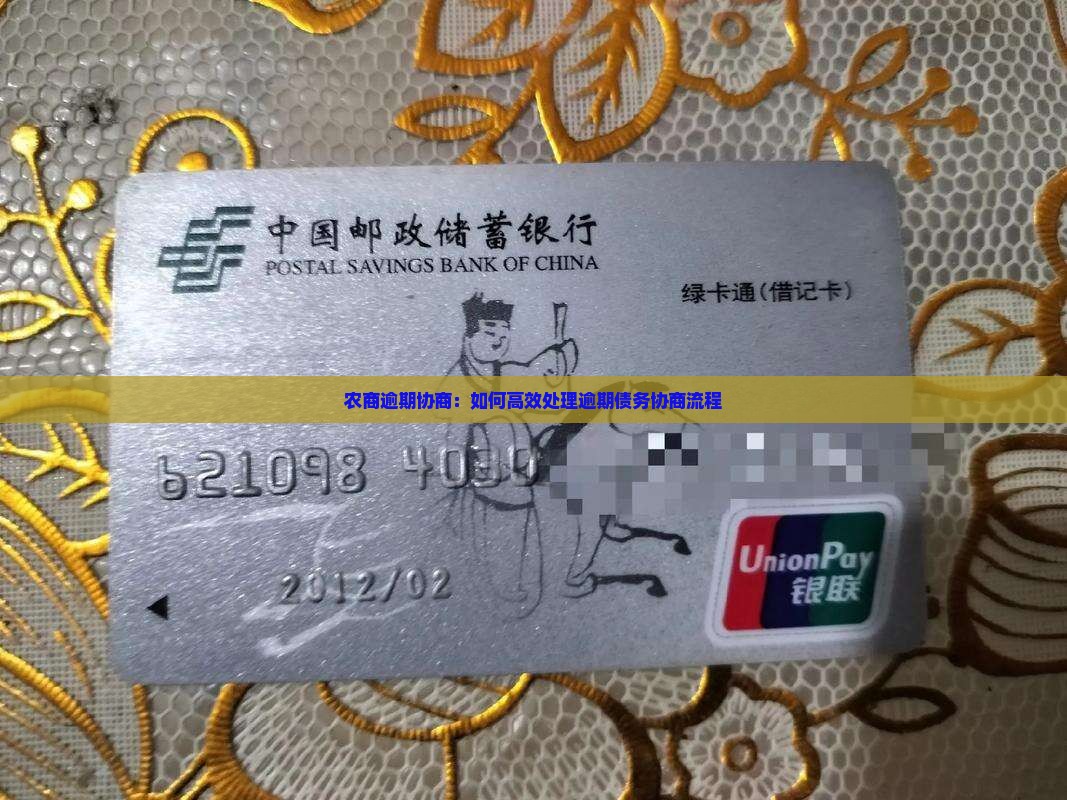 中国邮政储蓄银行
POSTAL SAVINGS BANK OF CHINA
绿卡通(借记卡)
农商逾期协商：如何高效处理逾期债务协商流程
621098 4030
2012/02
UnionPay
银联